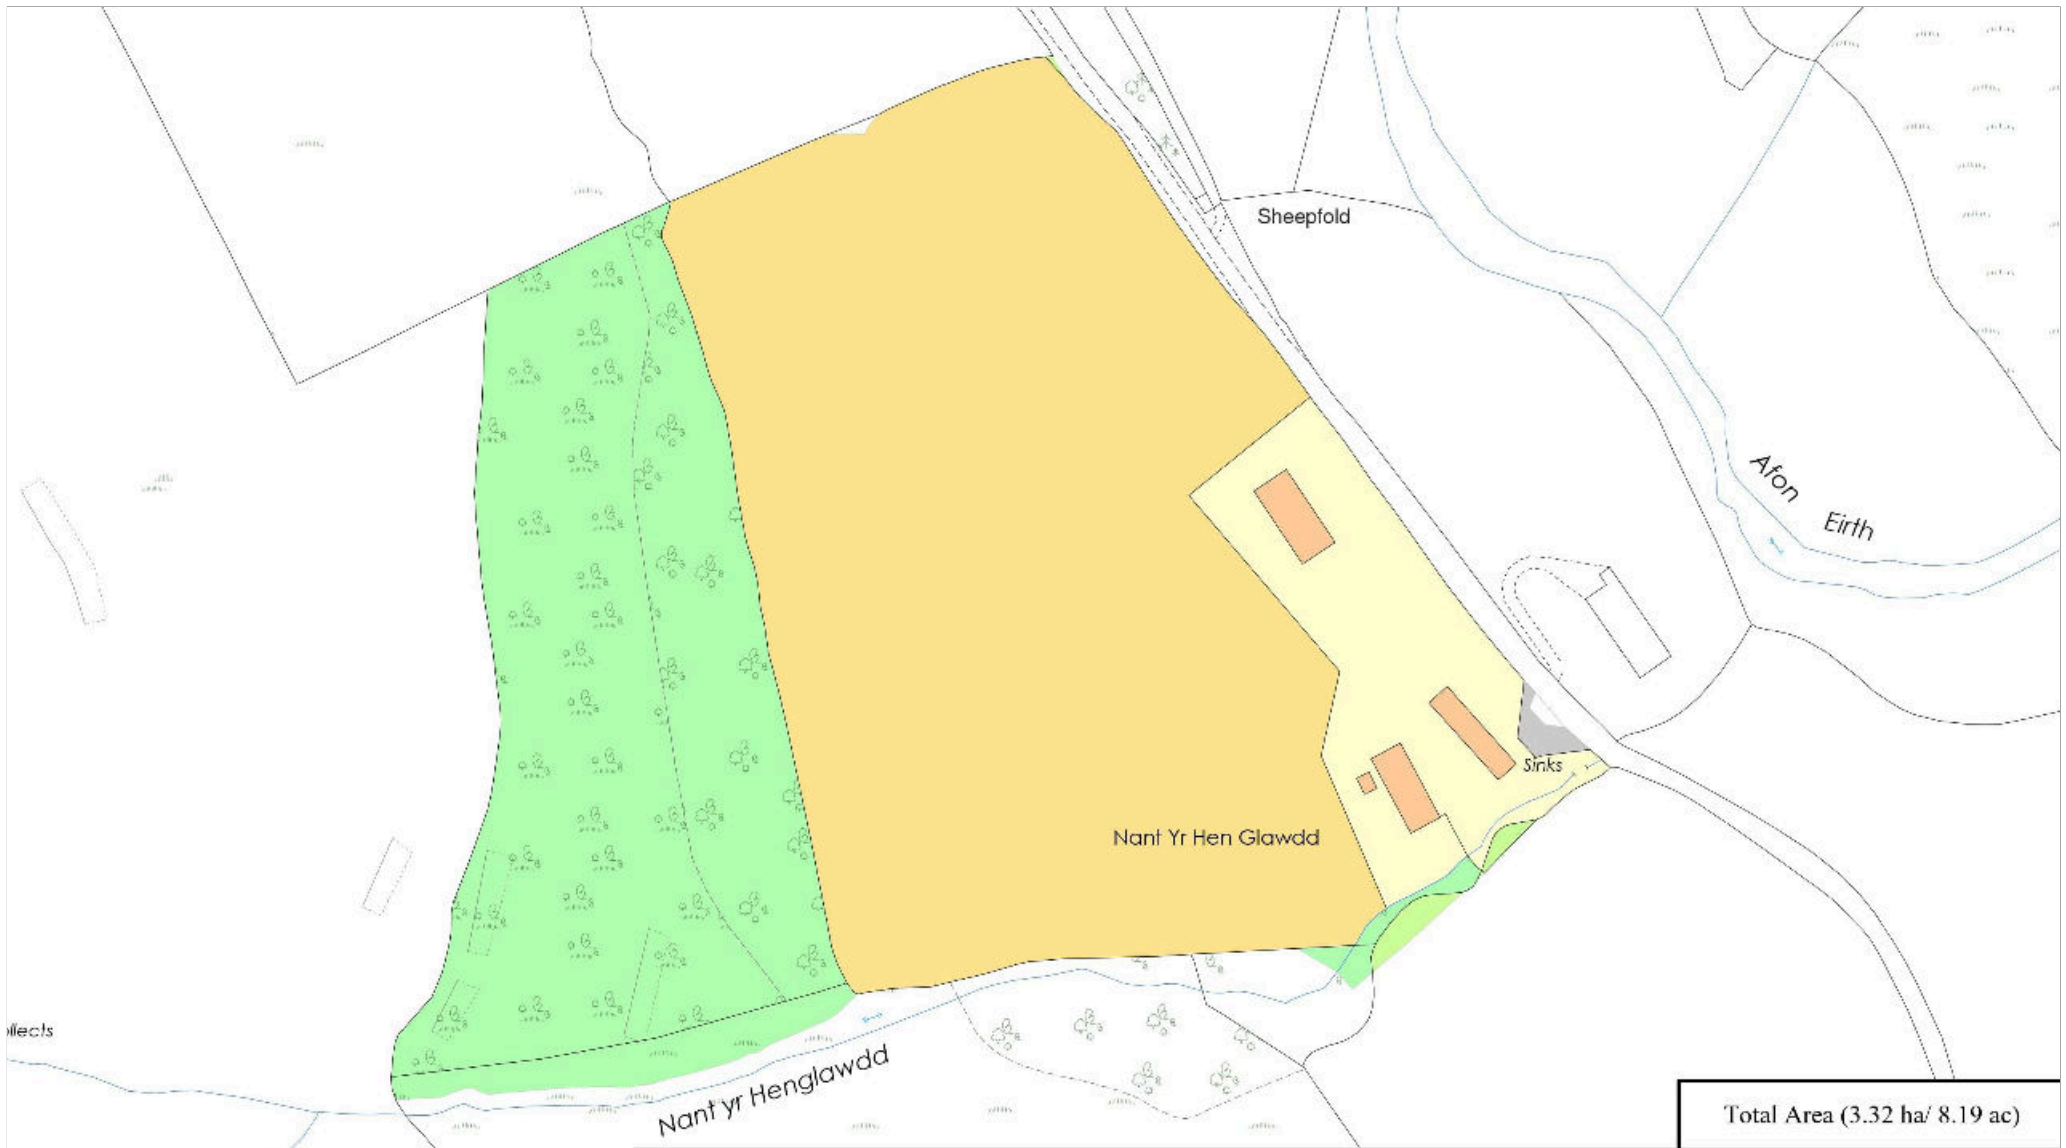 Sheepfold
Afon
Eirth
Sinks
Nant Yr Hen Glawdd
ollects
Nant yr Henglawdd
Total Area (3.32 ha/ 8.19 ac)